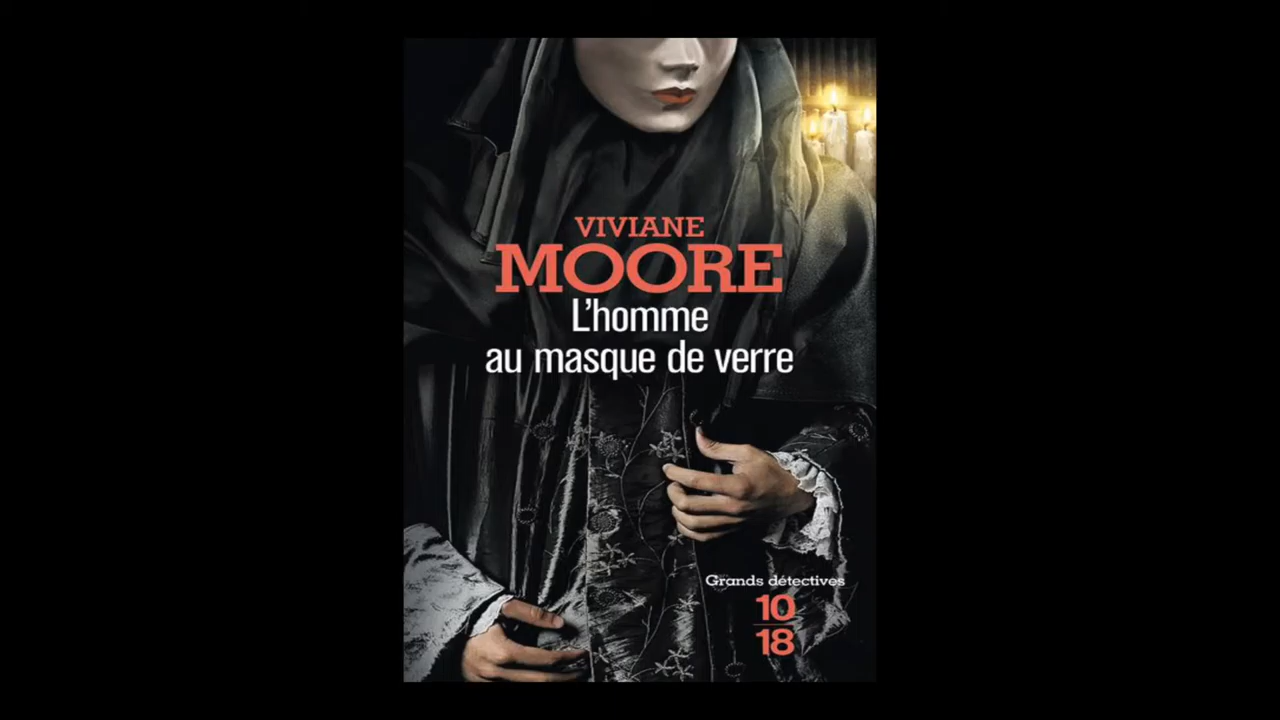 VIVIANE
MOORE
L'homme
au masque de verre
Grands détectives
10
18